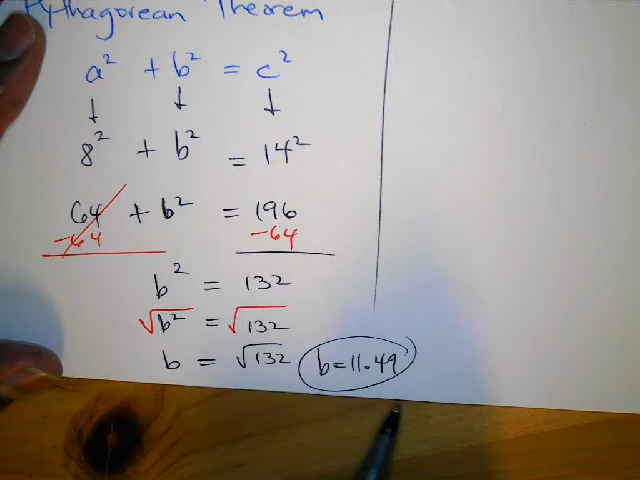 Pythagorean Theorem
a² + b² = c²
↓ ↓ ↓
8² + b² = 14²
64 + b² = 196
-64 -64
b² = 132
√b² = √132
b = √132 b=11.49